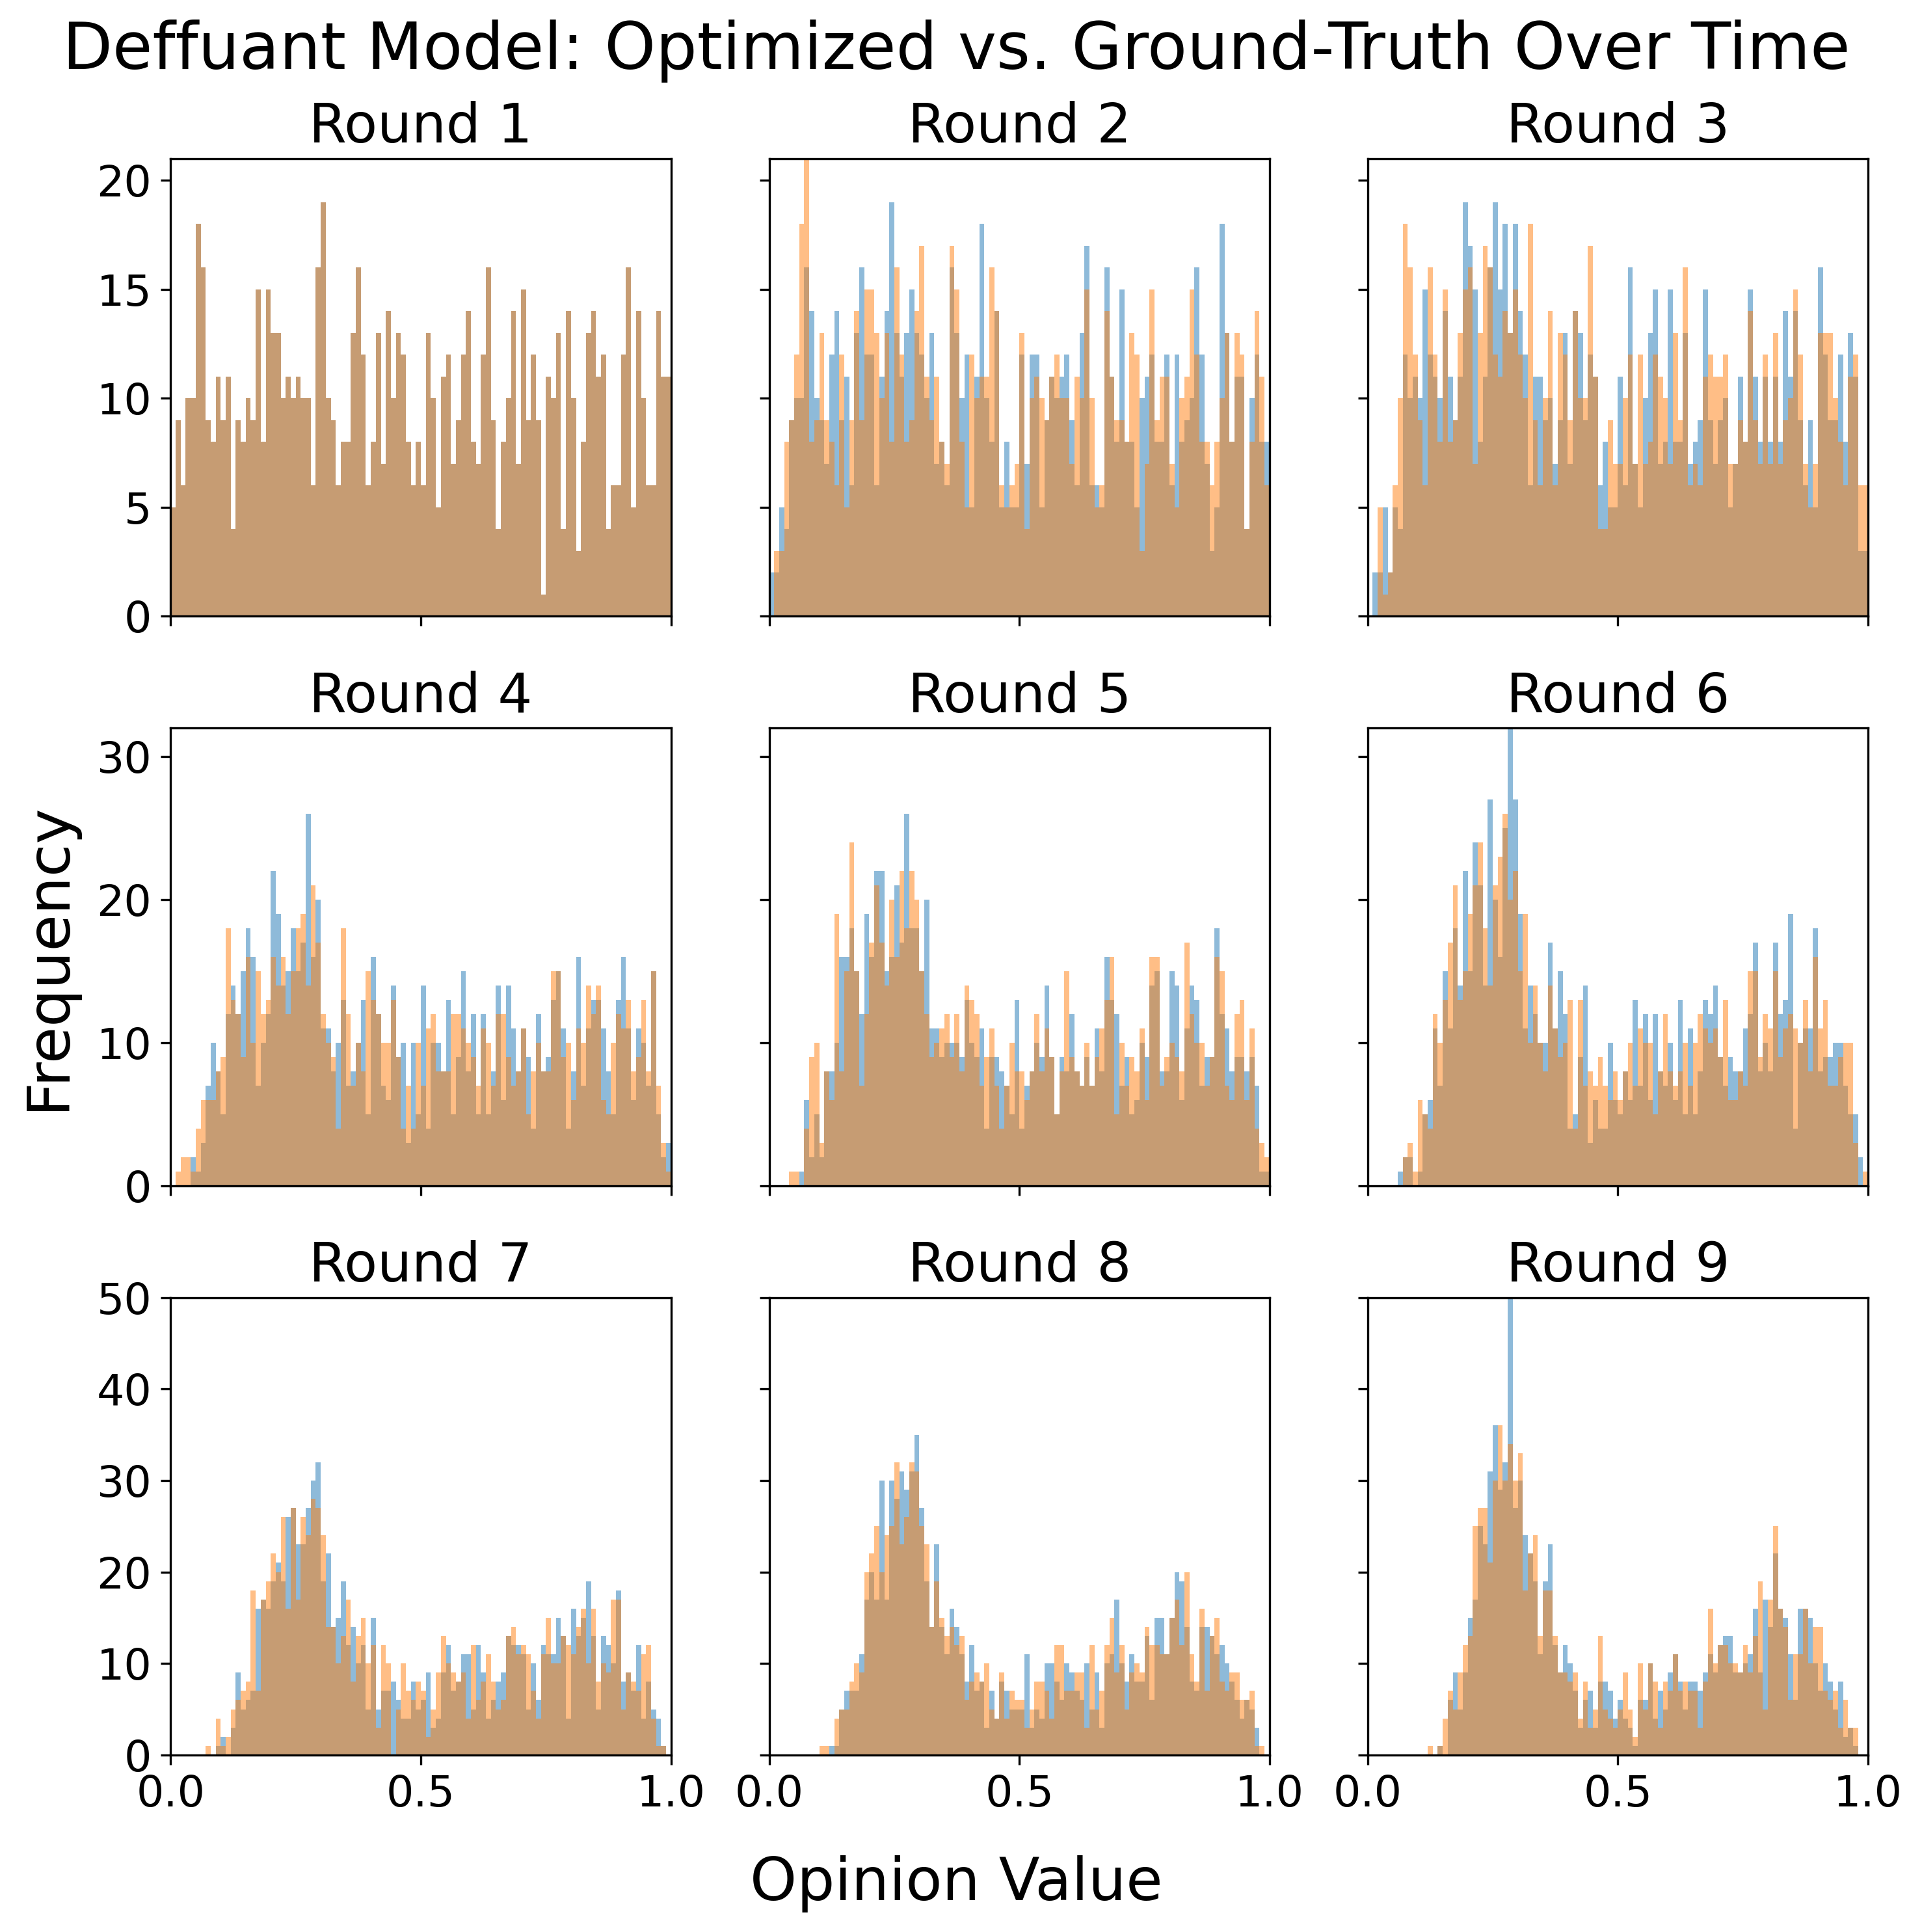 Deffuant Model: Optimized vs. Ground-Truth Over Time
Round 1
Round 2
Round 3
20
15
10
5
0
Round 4
Round 5
Round 6
30
20
10
0
Frequency
Round 7
Round 8
Round 9
50
40
30
20
10
0
0.0 0.5 1.0 0.0 0.5 1.0 0.0 0.5 1.0
Opinion Value